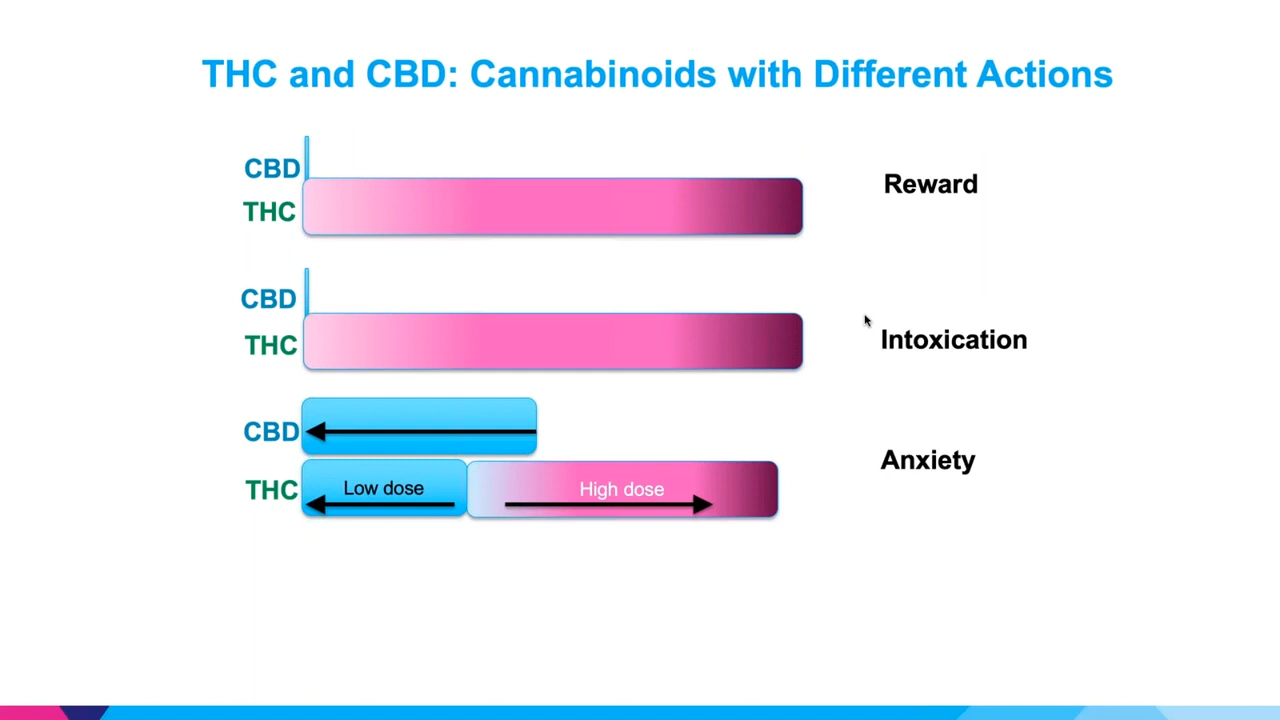 THC and CBD: Cannabinoids with Different Actions
CBD
THC
Reward
CBD
THC
Intoxication
CBD
THC
Low dose
High dose
Anxiety